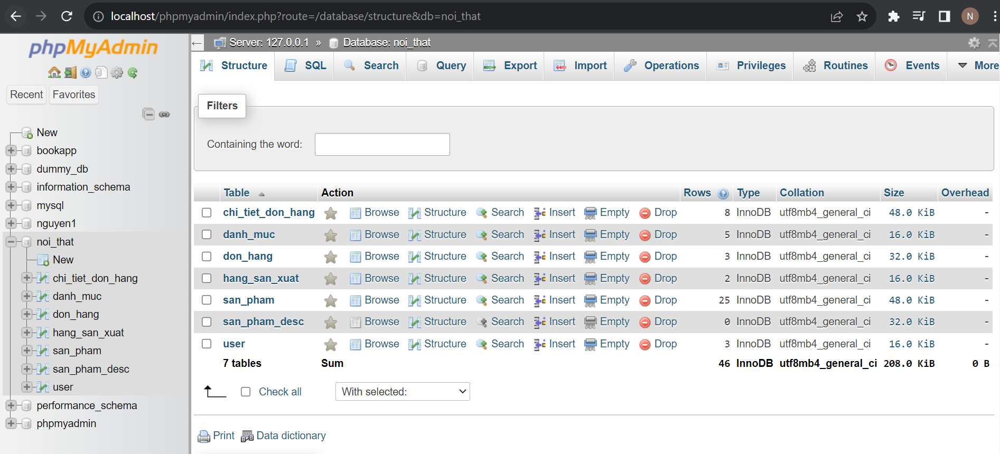 localhost/phpmyadmin/index.php?route=/database/structure&db=noi_that
N
phpMyAdmin
Recent Favorites
New
bookapp
dummy_db
information_schema
mysql
nguyen1
noi_that
New
chi_tiet_don_hang
danh_muc
don_hang
hang_san_xuat
san_pham
san_pham_desc
user
performance_schema
phpmyadmin
Server: 127.0.0.1 » Database: noi_that
Structure SQL Search Query Export Import Operations Privileges Routines Events More
Filters
Containing the word:
Table Action Rows Type Collation Size Overhead
chi_tiet_don_hang Browse Structure Search Insert Empty Drop 8 InnoDB utf8mb4_general_ci 48.0 KiB -
danh_muc Browse Structure Search Insert Empty Drop 5 InnoDB utf8mb4_general_ci 16.0 KiB -
don_hang Browse Structure Search Insert Empty Drop 3 InnoDB utf8mb4_general_ci 32.0 KiB -
hang_san_xuat Browse Structure Search Insert Empty Drop 2 InnoDB utf8mb4_general_ci 16.0 KiB -
san_pham Browse Structure Search Insert Empty Drop 25 InnoDB utf8mb4_general_ci 48.0 KiB -
san_pham_desc Browse Structure Search Insert Empty Drop 0 InnoDB utf8mb4_general_ci 32.0 KiB -
user Browse Structure Search Insert Empty Drop 3 InnoDB utf8mb4_general_ci 16.0 KiB -
7 tables Sum 46 InnoDB utf8mb4_general_ci 208.0 KiB 0 B
Check all With selected:
Print Data dictionary